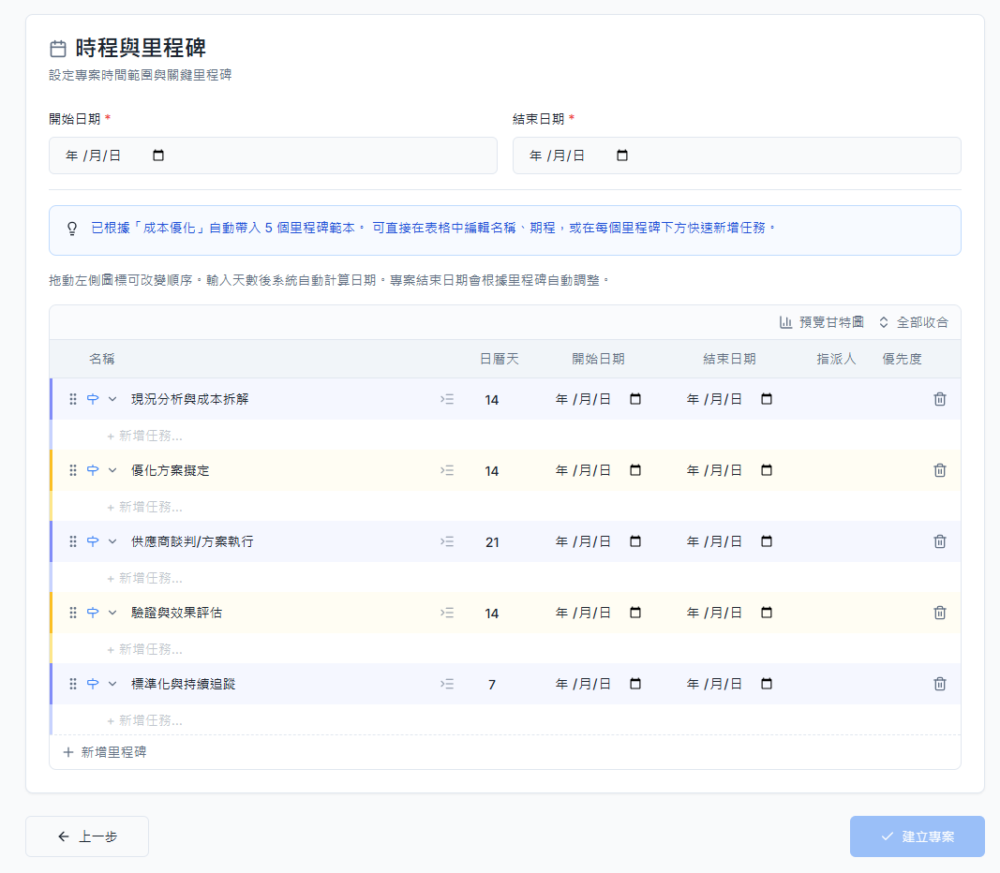 時程與里程碑
設定專案時間範圍與關鍵里程碑
開始日期 * 結束日期 *
年 /月/日 年 /月/日
已根據「成本優化」自動帶入 5 個里程碑範本。 可直接在表格中編輯名稱、期程，或在每個里程碑下方快速新增任務。
拖動左側圖標可改變順序。輸入天數後系統自動計算日期。專案結束日期會根據里程碑自動調整。
預覽甘特圖 全部收合
名稱 日曆天 開始日期 結束日期 指派人 優先度
現況分析與成本拆解 14 年 /月/日 年 /月/日
+ 新增任務...
優化方案擬定 14 年 /月/日 年 /月/日
+ 新增任務...
供應商談判/方案執行 21 年 /月/日 年 /月/日
+ 新增任務...
驗證與效果評估 14 年 /月/日 年 /月/日
+ 新增任務...
標準化與持續追蹤 7 年 /月/日 年 /月/日
+ 新增任務...
+ 新增里程碑
← 上一步 ✓ 建立專案